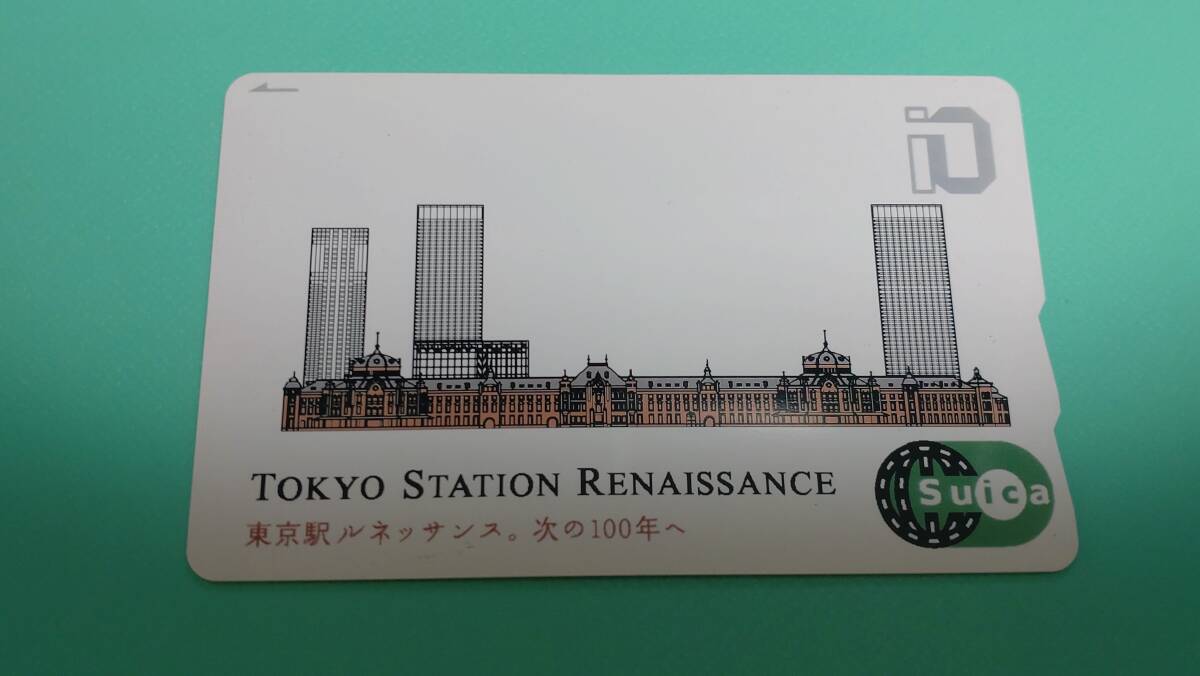 iD
TOKYO STATION RENAISSANCE
東京駅ルネッサンス。次の100年へ
Suica